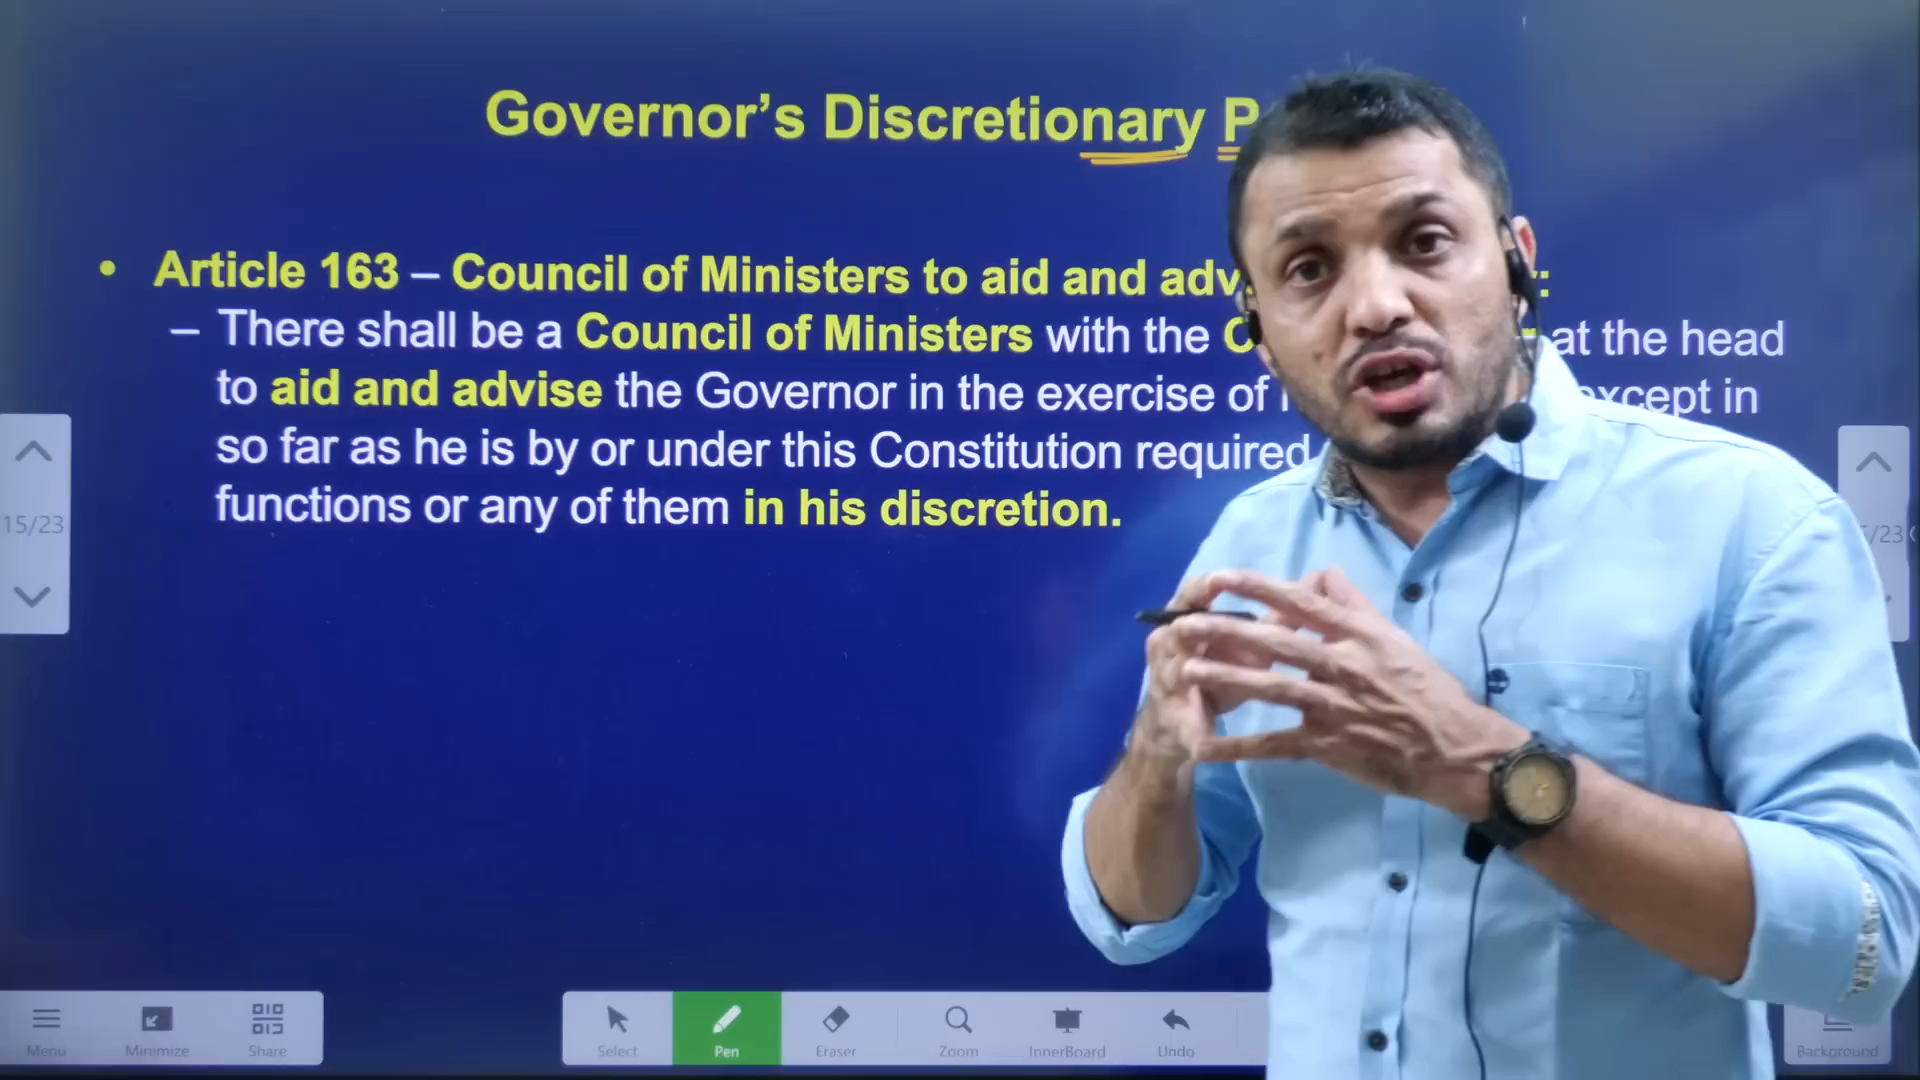 Governor's Discretionary P
• Article 163 – Council of Ministers to aid and adv :
– There shall be a Council of Ministers with the at the head
to aid and advise the Governor in the exercise of except in
so far as he is by or under this Constitution required
functions or any of them in his discretion.
15/23
/23
Menu
Minimize
Share
Select
Pen
Eraser
Zoom
InnerBoard
Undo
Background